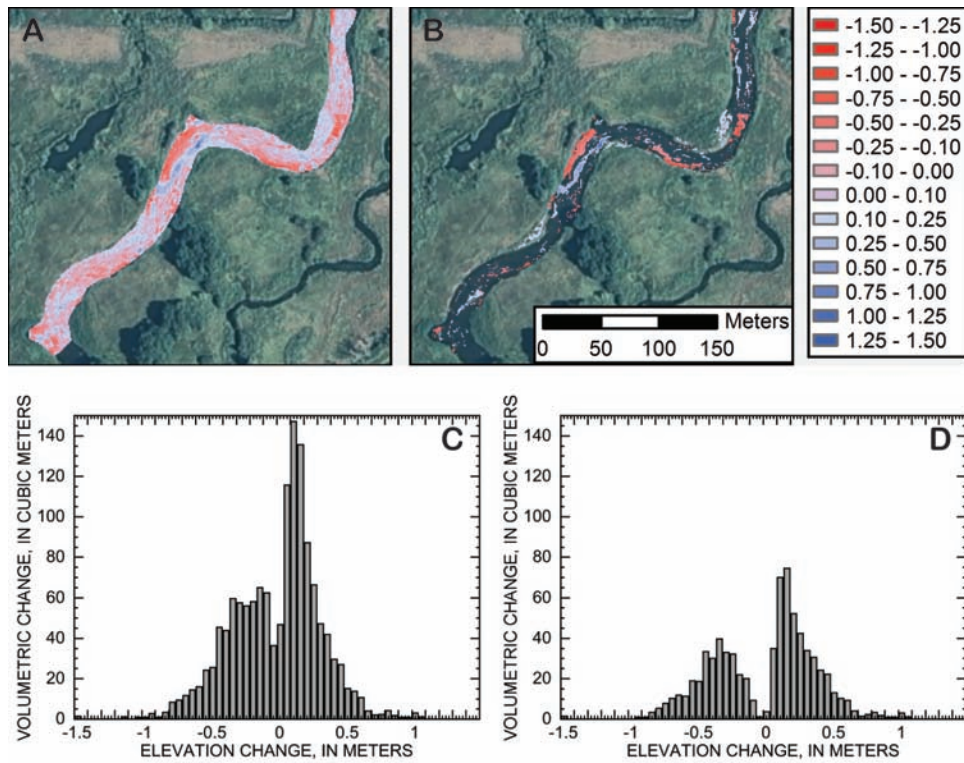 A
B
-1.50 - -1.25
-1.25 - -1.00
-1.00 - -0.75
-0.75 - -0.50
-0.50 - -0.25
-0.25 - -0.10
-0.10 - 0.00
0.00 - 0.10
0.10 - 0.25
0.25 - 0.50
0.50 - 0.75
0.75 - 1.00
1.00 - 1.25
1.25 - 1.50
Meters
0 50 100 150
C
VOLUMETRIC CHANGE, IN CUBIC METERS
140
120
100
80
60
40
20
0
-1.5 -1 -0.5 0 0.5 1
ELEVATION CHANGE, IN METERS
D
VOLUMETRIC CHANGE, IN CUBIC METERS
140
120
100
80
60
40
20
0
-1.5 -1 -0.5 0 0.5 1
ELEVATION CHANGE, IN METERS